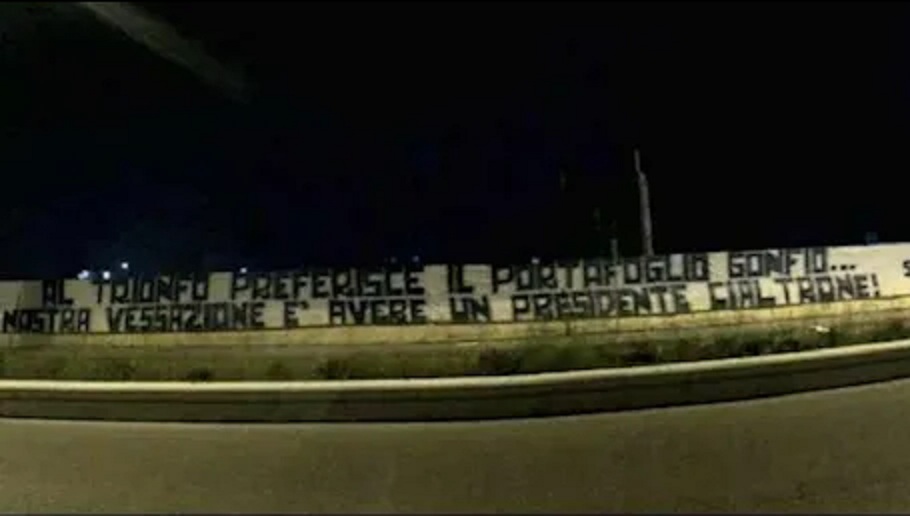 AL TRIONFO PREFERISCE IL PORTAFOGLIO GONFIO...
NOSTRA VESSAZIONE E' AVERE UN PRESIDENTE CIALTRONE!